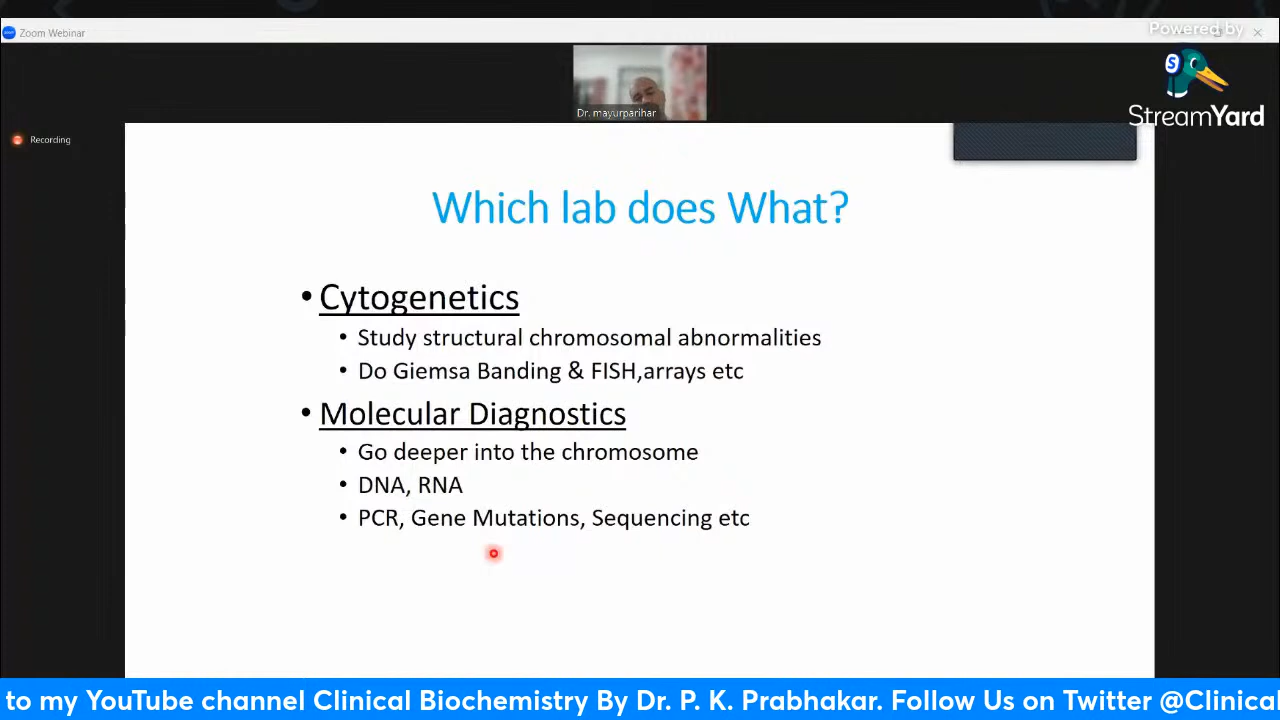 Zoom Webinar
Powered by
StreamYard
Dr. mayurparihar
Recording
Which lab does What?
• Cytogenetics
• Study structural chromosomal abnormalities
• Do Giemsa Banding & FISH,arrays etc
• Molecular Diagnostics
• Go deeper into the chromosome
• DNA, RNA
• PCR, Gene Mutations, Sequencing etc
to my YouTube channel Clinical Biochemistry By Dr. P. K. Prabhakar. Follow Us on Twitter @Clinica